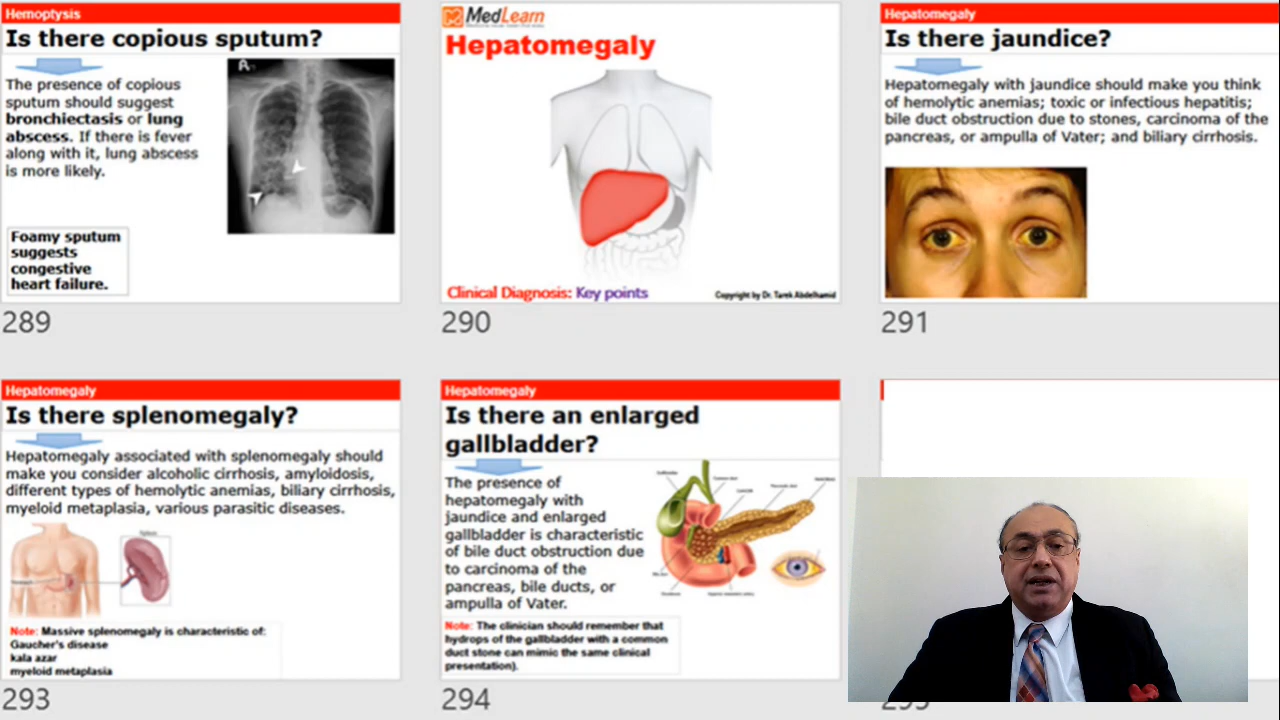 Hemoptysis
Is there copious sputum?
The presence of copious
sputum should suggest
bronchiectasis or lung
abscess. If there is fever
along with it, lung abscess
is more likely.
Foamy sputum
suggests
congestive
heart failure.
289
MedLearn
Hepatomegaly
Clinical Diagnosis: Key points
Copyright by Dr. Tarek Abdelhamid
290
Hepatomegaly
Is there jaundice?
Hepatomegaly with jaundice should make you think
of hemolytic anemias; toxic or infectious hepatitis;
bile duct obstruction due to stones, carcinoma of the
pancreas, or ampulla of Vater; and biliary cirrhosis.
291
Hepatomegaly
Is there splenomegaly?
Hepatomegaly associated with splenomegaly should
make you consider alcoholic cirrhosis, amyloidosis,
different types of hemolytic anemias, biliary cirrhosis,
myeloid metaplasia, various parasitic diseases.
Spleen
Note: Massive splenomegaly is characteristic of:
Gaucher's disease
kala azar
myeloid metaplasia
293
Hepatomegaly
Is there an enlarged
gallbladder?
The presence of
hepatomegaly with
jaundice and enlarged
gallbladder is characteristic
of bile duct obstruction due
to carcinoma of the
pancreas, bile ducts, or
ampulla of Vater.
Note: The clinician should remember that
hydrops of the gallbladder with a common
duct stone can mimic the same clinical
presentation).
294